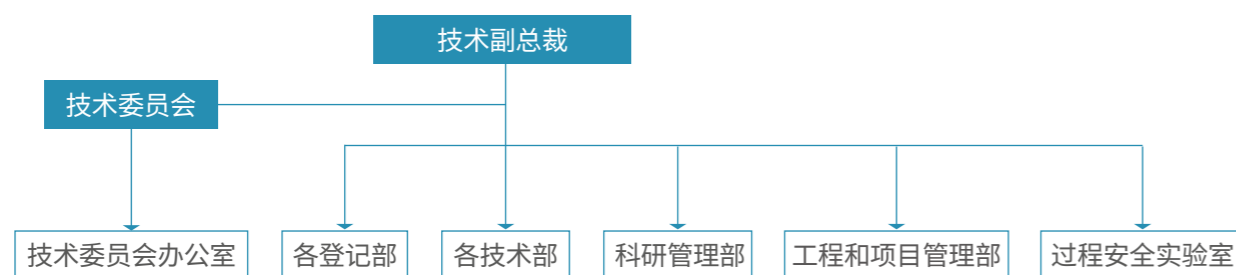 技术副总裁
技术委员会
技术委员会办公室
各登记部
各技术部
科研管理部
工程和项目管理部
过程安全实验室